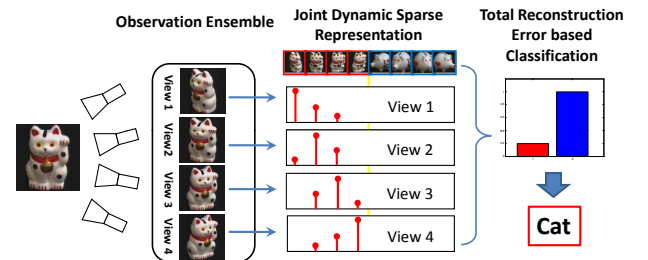 Observation Ensemble
Joint Dynamic Sparse
Representation
Total Reconstruction
Error based
Classification
View 1
View2
View 3
View 4
View 1
View 2
View 3
View 4
Cat